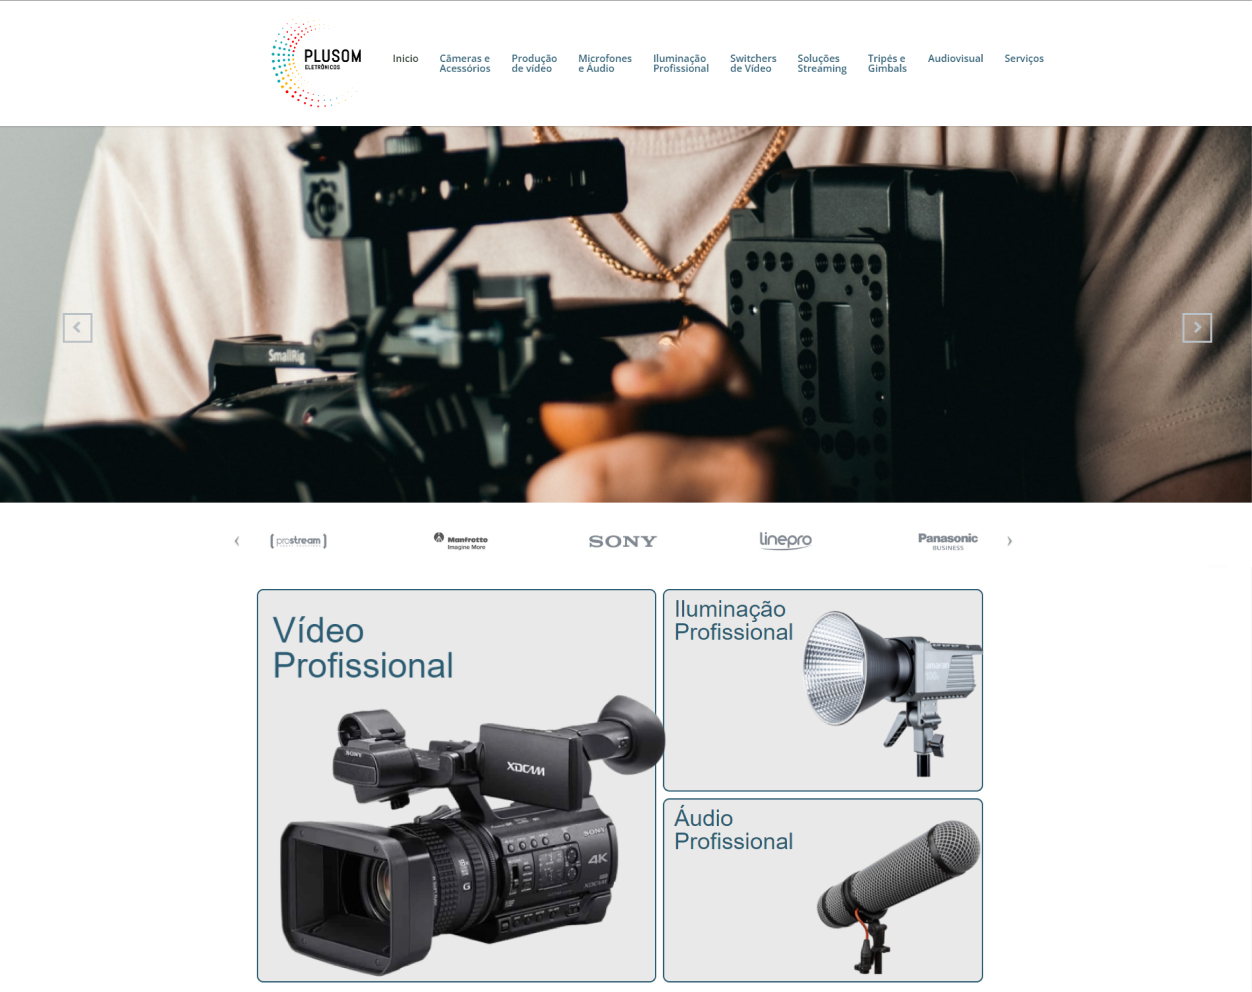 PLUSOM
ELETRÔNICOS
Inicio
Câmeras e
Acessórios
Produção
de vídeo
Microfones
e Áudio
Iluminação
Profissional
Switchers
de Vídeo
Soluções
Streaming
Tripés e
Gimbals
Audiovisual
Serviços
SmallRig
prostream
Manfrotto
Imagine More
SONY
linepro
Panasonic
BUSINESS
Vídeo
Profissional
SONY
XDCAM
SONY
4K
G
Iluminação
Profissional
Áudio
Profissional